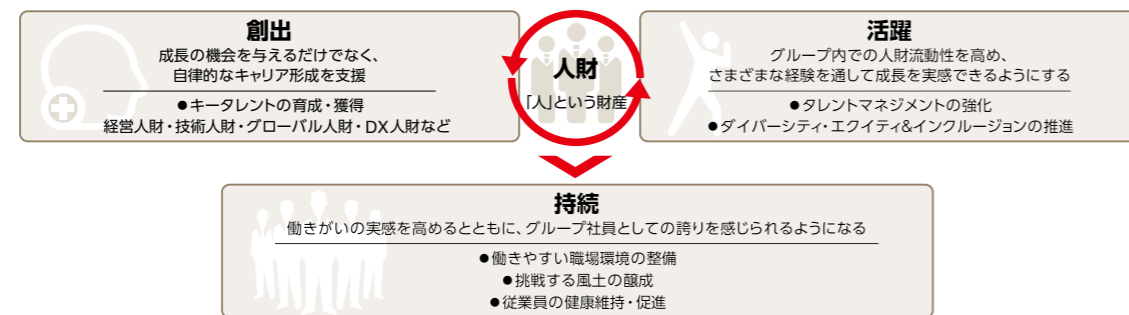 創出
成長の機会を与えるだけでなく、
自律的なキャリア形成を支援
●キータレントの育成・獲得
経営人財・技術人財・グローバル人財・DX人財など
人財
「人」という財産
活躍
グループ内での人財流動性を高め、
さまざまな経験を通して成長を実感できるようにする
●タレントマネジメントの強化
●ダイバーシティ・エクイティ&インクルージョンの推進
持続
働きがいの実感を高めるとともに、グループ社員としての誇りを感じられるようになる
●働きやすい職場環境の整備
●挑戦する風土の醸成
●従業員の健康維持・促進